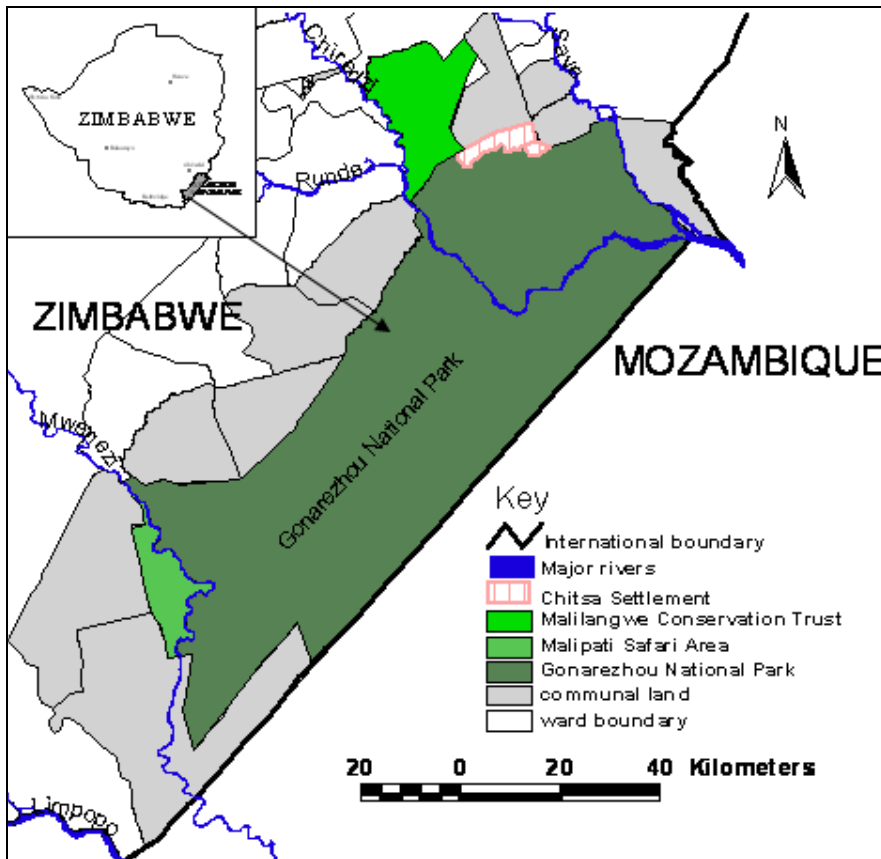 ZIMBABWE
Chiredzi
Save
N
Runde
ZIMBABWE
MOZAMBIQUE
Mwenezi
Gonarezhou National Park
Key
International boundary
Major rivers
Chitsa Settlement
Malilangwe Conservation Trust
Malipati Safari Area
Gonarezhou National Park
communal land
ward boundary
20 0 20 40 Kilometers
Limpopo